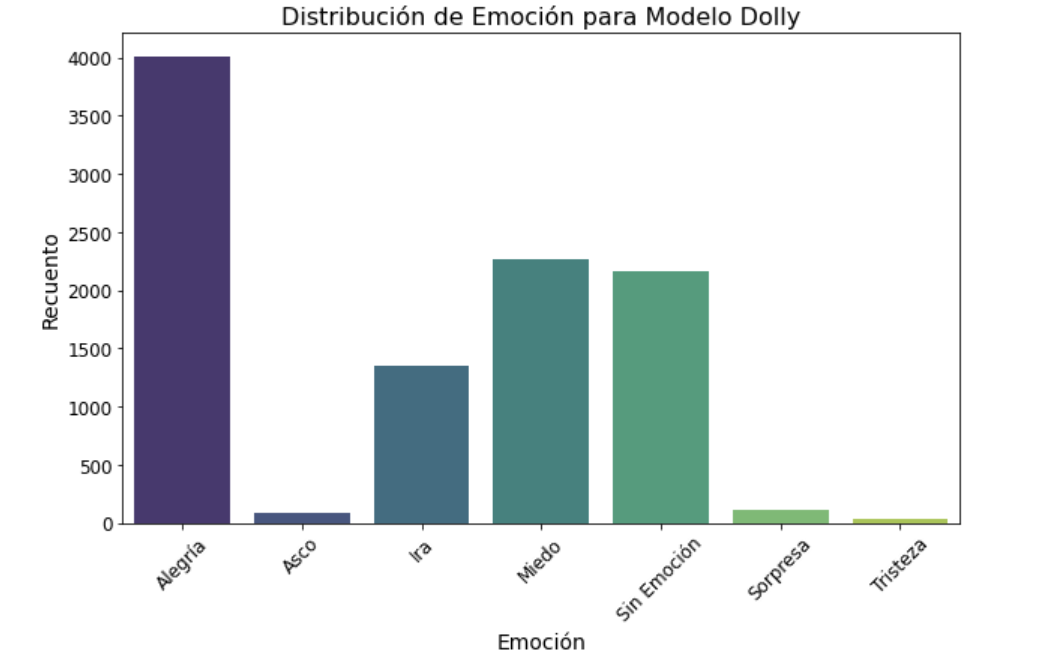 Distribución de Emoción para Modelo Dolly
4000
3500
3000
2500
2000
1500
1000
500
0
Recuento
Alegría
Asco
Ira
Miedo
Sin Emoción
Sorpresa
Tristeza
Emoción